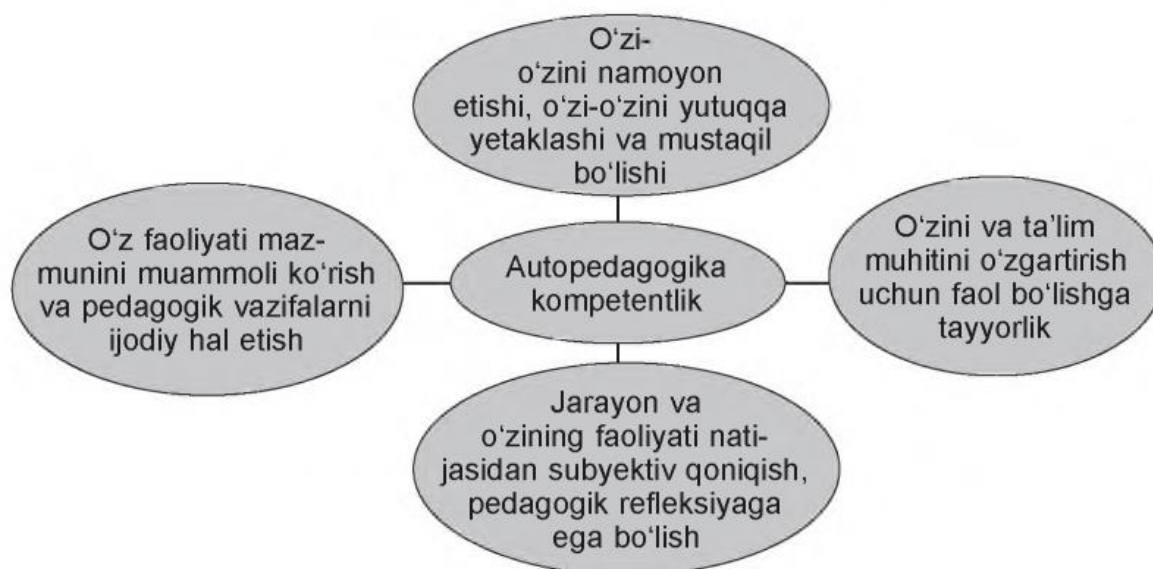 O‘zi-
o‘zini namoyon
etishi, o‘zi-o‘zini yutuqqa
yetaklashi va mustaqil
bo‘lishi
O‘z faoliyati maz-
munini muammoli ko‘rish
va pedagogik vazifalarni
ijodiy hal etish
Autopedagogika
kompetentlik
O‘zini va ta’lim
muhitini o‘zgartirish
uchun faol bo‘lishga
tayyorlik
Jarayon va
o‘zining faoliyati nati-
jasidan subyektiv qoniqish,
pedagogik refleksiyaga
ega bo‘lish